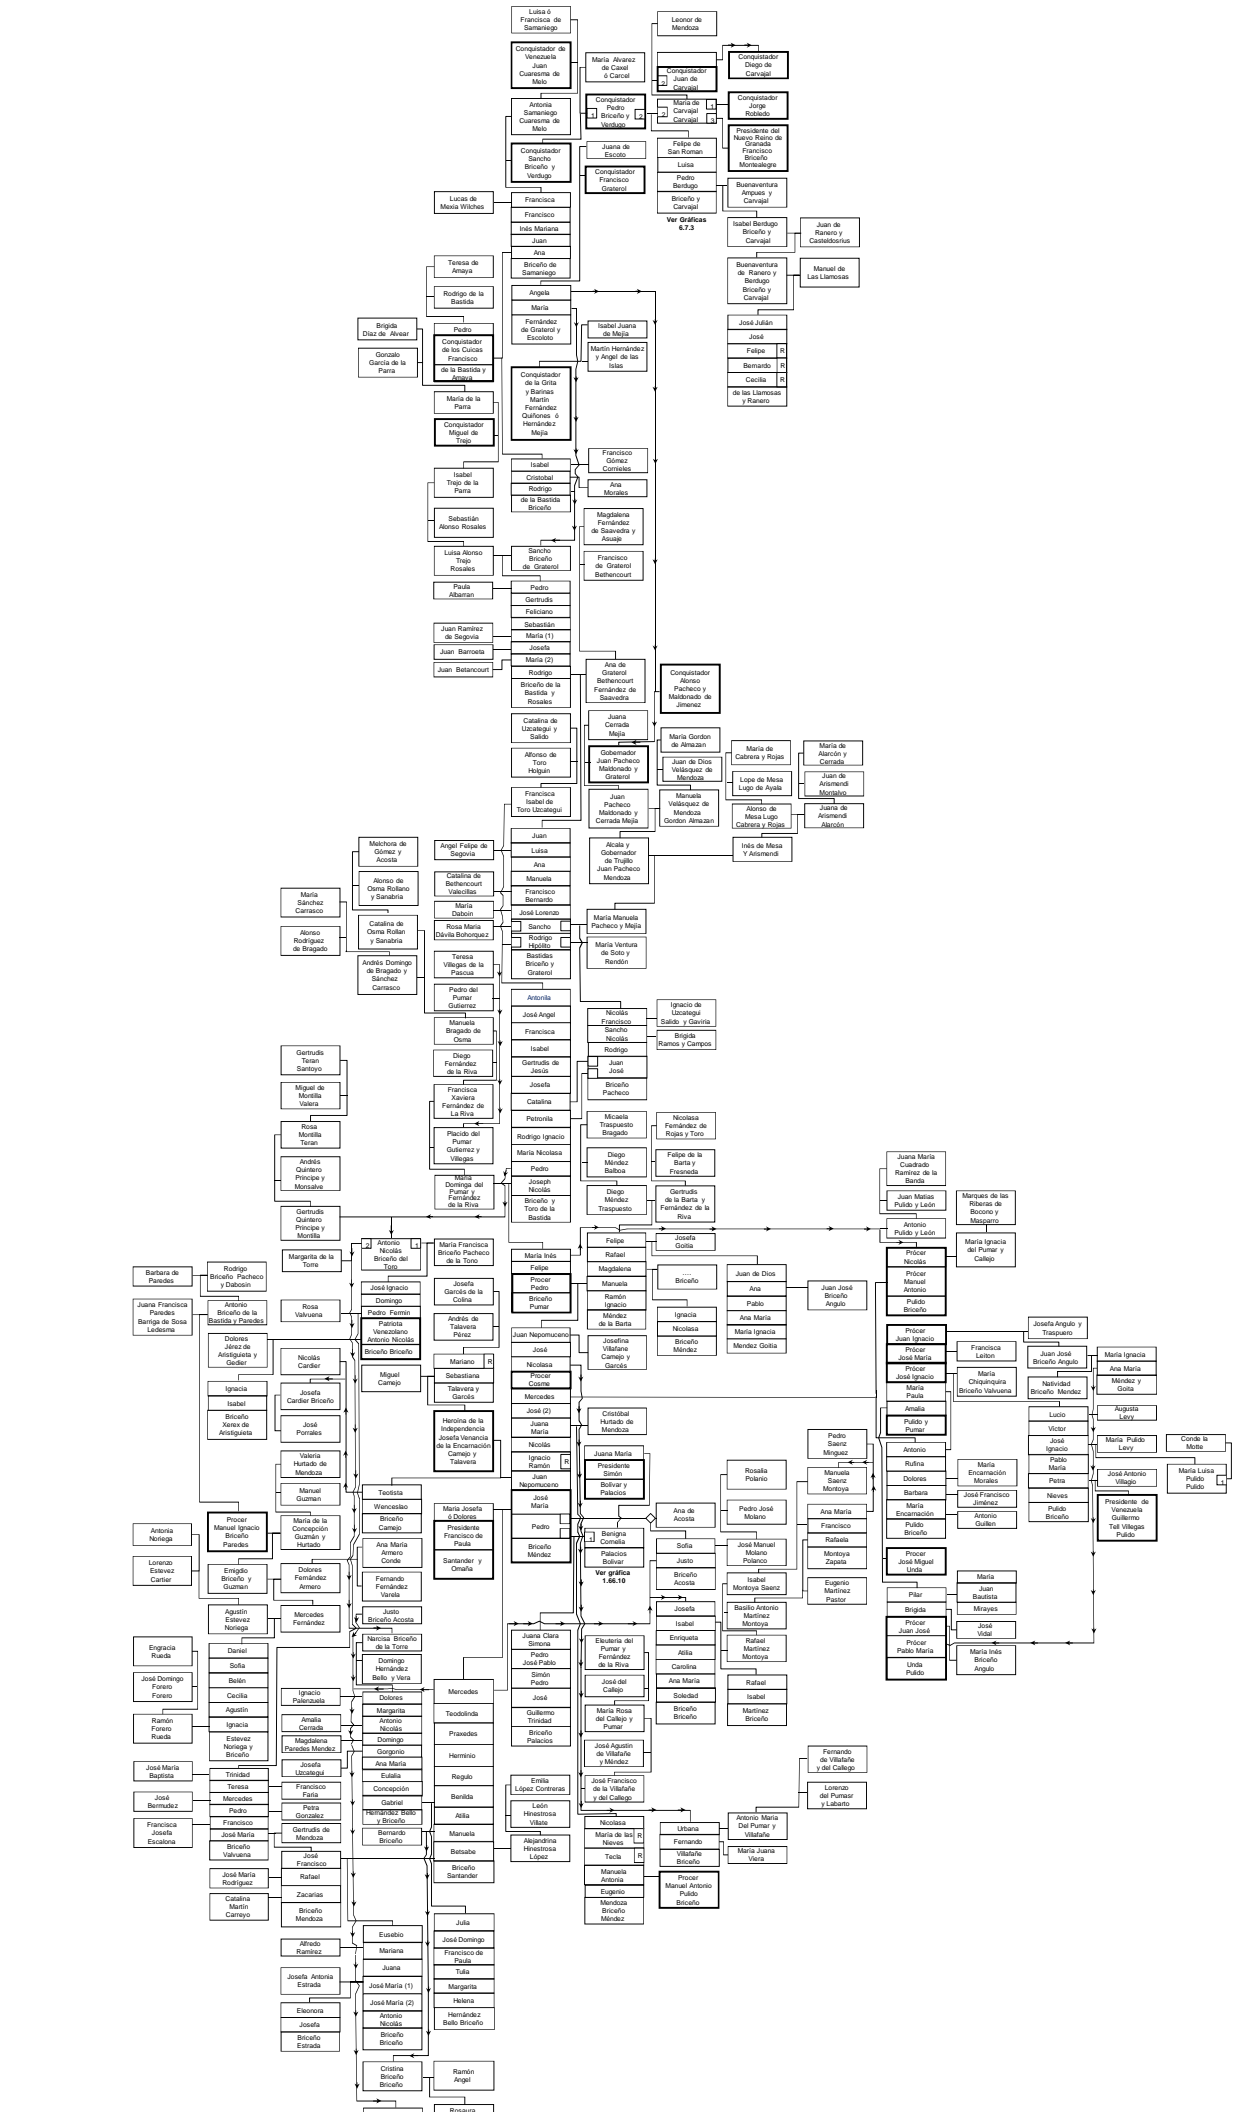 Luisa ó
Francisca de
Samaniego
Leonor de
Mendoza
Conquistador de
Venezuela
Juan
Cuaresma de
Melo
María Alvarez
de Caxel
ó Carcel
Conquistador
Juan de
Carvajal
2
Conquistador
Diego de
Carvajal
Antonia
Samaniego
Cuaresma de
Melo
Conquistador
Pedro
Briceño y
Verdugo
1
2
María de
Carvajal
Carvajal
2
1
3
Conquistador
Jorge
Robledo
Presidente del
Nuevo Reino de
Granada
Francisco
Briceño
Montealegre
Conquistador
Sancho
Briceño y
Verdugo
Juana de
Escoto
Conquistador
Francisco
Graterol
Felipe de
San Roman
Luisa
Pedro
Berdugo
Briceño y
Carvajal
Ver Gráficas
6.7.3
Buenaventura
Ampues y
Carvajal
Isabel Berdugo
Briceño y
Carvajal
Juan de
Ranero y
Casteldosrius
Buenaventura
de Ranero y
Berdugo
Briceño y
Carvajal
Manuel de
Las Llamosas
José Julián
José
Felipe
R
Bernardo
R
Cecilia
R
de las Llamosas
y Ranero
Lucas de
Mexia Wilches
Francisca
Francisco
Inés Mariana
Juan
Ana
Briceño de
Samaniego
Teresa de
Amaya
Rodrigo de la
Bastida
Angela
María
Fernández
de Graterol y
Escoloto
Brigida
Díaz de Alvear
Gonzalo
García de la
Parra
Pedro
Conquistador
de los Cuicas
Francisco
de la Bastida y
Amaya
Isabel Juana
de Mejía
Martín Hernández
y Angel de las
Islas
Conquistador
de la Grita
y Barinas
Martín
Fernández
Quiñones ó
Hernández
Mejía
María de la
Parra
Conquistador
Miguel de
Trejo
Isabel
Trejo de la
Parra
Sebastián
Alonso Rosales
Isabel
Cristobal
Rodrigo
de la Bastida
Briceño
Francisco
Gómez
Cornieles
Ana
Morales
Magdalena
Fernández
de Saavedra y
Asuaje
Francisco
de Graterol
Bethencourt
Luisa Alonso
Trejo
Rosales
Sancho
Briceño
de Graterol
Paula
Albarran
Pedro
Gertrudis
Feliciano
Sebastián
María (1)
Josefa
María (2)
Rodrigo
Briceño de la
Bastida y
Rosales
Juan Ramírez
de Segovia
Juan Barroeta
Juan Betancourt
Ana de
Graterol
Bethencourt
Fernández de
Saavedra
Conquistador
Alonso
Pacheco y
Maldonado de
Jimenez
Catalina de
Uzcategui y
Salido
Alfonso de
Toro
Holguin
Juana
Cerrada
Mejía
Gobernador
Juan Pacheco
Maldonado y
Graterol
María Gordon
de Almazan
Juan de Dios
Velásquez de
Mendoza
María de
Cabrera y Rojas
Lope de Mesa
Lugo de Ayala
María de
Alarcón y
Cerrada
Juan de
Arismendi
Montalvo
Francisca
Isabel de
Toro Uzcategui
Juan
Pacheco
Maldonado y
Cerrada Mejía
Manuela
Velásquez de
Mendoza
Gordon Almazan
Alonso de
Mesa Lugo
Cabrera y Rojas
Juana de
Arismendi
Alarcón
Alcala y
Gobernador
de Trujillo
Juan Pacheco
Mendoza
Inés de Mesa
Y Arismendi
Juan
Luisa
Ana
Manuela
Francisco
Bernardo
José Lorenzo
Sancho
Rodrigo
Hipólito
Bastidas
Briceño y
Graterol
Angel Felipe de
Segovia
Catalina de
Bethencourt
Valecillas
María
Daboin
Rosa María
Dávila Bohorquez
María Manuela
Pacheco y Mejía
María Ventura
de Soto y
Rendón
Melchora de
Gómez y
Acosta
Alonso de
Osma Rollano
y Sanabria
María
Sánchez
Carrasco
Alonso
Rodríguez
de Bragado
Catalina de
Osma Rollan
y Sanabria
Andrés Domingo
de Bragado y
Sánchez
Carrasco
Teresa
Villegas de la
Pascua
Pedro del
Pumar
Gutierrez
Manuela
Bragado de
Osma
Diego
Fernández
de la Riva
Francisca
Xaviera
Fernández de
La Riva
Placido del
Pumar
Gutierrez y
Villegas
María
Dominga del
Pumar y
Fernández
de la Riva
Antonila
José Angel
Francisca
Isabel
Gertrudis de
Jesús
Josefa
Catalina
Petronila
Rodrigo Ignacio
María Nicolasa
Pedro
Joseph
Nicolás
Briceño y
Toro de la
Bastida
Nicolás
Francisco
Sancho
Nicolás
Rodrigo
Juan
José
Briceño
Pacheco
Ignacio de
Uzcategui
Salido y Gaviria
Brigida
Ramos y Campos
Gertrudis
Teran
Santoyo
Miguel de
Montilla
Valera
Rosa
Montilla
Teran
Andrés
Quintero
Principe y
Monsalve
Gertrudis
Quintero
Principe y
Montilla
Micaela
Traspuesto
Bragado
Diego
Méndez
Balboa
Diego
Méndez
Traspuesto
Nicolasa
Fernández de
Rojas y Toro
Felipe de la
Barta y
Fresneda
Gertrudis
de la Barta y
Fernández de la
Riva
Juana María
Cuadrado
Ramírez de la
Banda
Juan Matias
Pulido y León
Antonio
Pulido y León
Marques de las
Riberas de
Bocono y
Masparro
María Ignacia
del Pumar y
Callejo
Margarita de la
Torre
2
Antonio
Nicolás
Briceño del
Toro
1
María Francisca
Briceño Pacheco
de la Tono
María Inés
Felipe
Procer
Pedro
Briceño
Pumar
Felipe
Rafael
Magdalena
Manuela
Ramón
Ignacio
Méndez
de la Barta
Josefa
Goitia
....
Briceño
Ignacia
Nicolasa
Briceño
Méndez
Juan de Dios
Ana
Pablo
Ana María
María Ignacia
Mendez Goitia
Juan José
Briceño
Angulo
Prócer
Nicolás
Prócer
Manuel
Antonio
Pulido
Briceño
Barbara de
Paredes
Rodrigo
Briceño Pacheco
y Dabosin
Juana Francisca
Paredes
Barriga de Sosa
Ledesma
Antonio
Briceño de la
Bastida y Paredes
Rosa
Valvuena
José Ignacio
Domingo
Pedro Fermín
Patriota
Venezolano
Antonio Nicolás
Briceño Briceño
Josefa
Garcés de la
Colina
Andrés de
Talavera
Pérez
Dolores
Jérez de
Aristigueta y
Gedler
Nicolás
Cardier
Miguel
Camejo
Mariano
R
Sebastiana
Talavera y
Garcés
Juan Nepomuceno
José
Nicolasa
Procer
Cosme
Mercedes
José (2)
Juana
María
Nicolás
Ignacio
Ramón
R
Juan
Nepomuceno
José
María
Pedro
Briceño
Méndez
Josefina
Villafane
Camejo y
Garcés
Cristóbal
Hurtado de
Mendoza
Ignacia
Isabel
Briceño
Xerex de
Aristigueta
Josefa
Cardier Briceño
José
Porrales
Heroína de la
Independencia
Josefa Venancia
de la Encarnación
Camejo y
Talavera
Valeria
Hurtado de
Mendoza
Manuel
Guzman
Teotista
Wenceslao
Briceño
Camejo
María Josefa
ó Dolores
Presidente
Francisco de
Paula
Santander y
Omaña
Juana María
Presidente
Simón
Bolivar y
Palacios
Benigna
Cornelia
1
Palacios
Bolivar
Ver gráfica
1.66.10
Ana de
Acosta
Sofia
Justo
Briceño
Acosta
Rosalia
Polanio
Pedro José
Molano
José Manuel
Molano
Polanco
Isabel
Montoya Saenz
Basilio Antonio
Martínez
Montoya
Rafael
Martínez
Montoya
Rafael
Isabel
Martínez
Briceño
Pedro
Saenz
Minguez
Manuela
Saenz
Montoya
Ana María
Francisco
Rafaela
Montoya
Zapata
Eugenio
Martínez
Pastor
Prócer
Juan Ignacio
Prócer
José María
Prócer
José Ignacio
María
Paula
Amalia
Pulido y
Pumar
Francisca
Leiton
María
Chiquinquira
Briceño Valvuena
Josefa Angulo y
Traspuero
Juan José
Briceño Angulo
Natividad
Briceño Mendez
María Ignacia
Ana María
Méndez y
Goita
Antonio
Rufina
Dolores
Barbara
María
Encarnación
Pulido
Briceño
María
Encarnación
Morales
José Francisco
Jiménez
Antonio
Guillen
Lucio
Victor
José
Ignacio
Pablo
María
Petra
Nieves
Pulido
Briceño
Augusta
Levy
María Pulido
Levy
José Antonio
Villagio
Presidente de
Venezuela
Guillermo
Tell Villegas
Pulido
Conde la
Motte
María Luisa
Pulido
Pulido
1
Procer
José Miguel
Unda
Pilar
Brigida
Prócer
Juan José
Prócer
Pablo María
Unda
Pulido
María
Juan
Bautista
Mirayes
José
Vidal
María Inés
Briceño
Angulo
Antonia
Noriega
Procer
Manuel Ignacio
Briceño
Paredes
María de la
Concepción
Guzmán y
Hurtado
Ana María
Armero
Conde
Fernando
Fernández
Varela
Lorenzo
Estevez
Cartier
Emigdio
Briceño y
Guzman
Dolores
Fernández
Armero
Agustín
Estevez
Noriega
Mercedes
Fernández
Justo
Briceño Acosta
Narcisa Briceño
de la Torre
Domingo
Hernández
Bello y Vera
Engracia
Rueda
José Domingo
Forero
Forero
Ramón
Forero
Rueda
Daniel
Sofia
Belén
Cecilia
Agustín
Ignacia
Estevez
Noriega y
Briceño
Ignacio
Palenzuela
Amalia
Cerrada
Magdalena
Paredes Mendez
Josefa
Uzcategui
Dolores
Margarita
Antonio
Nicolás
Domingo
Gorgonio
Ana María
Eulalia
Concepción
Gabriel
Hernández Bello
y Briceño
Bernardo
Briceño
Mercedes
Teodolinda
Praxedes
Herminio
Regulo
Benilda
Atilia
Manuela
Betsabe
Briceño
Santander
Juana Clara
Simona
Pedro
José Pablo
Simón
Pedro
José
Guillermo
Trinidad
Briceño
Palacios
Eleuteria del
Pumar y
Fernández
de la Riva
José del
Callejo
María Rosa
del Callejo y
Pumar
José Agustin
de Villafañe
y Méndez
José Francisco
de la Villafañe
y del Callego
Josefa
Isabel
Enriqueta
Atilia
Carolina
Ana María
Soledad
Briceño
Briceño
José María
Baptista
José
Bermudez
Francisca
Josefa
Escalona
Trinidad
Teresa
Mercedes
Pedro
Francisco
José María
Briceño
Valvuena
Francisco
Faria
Petra
Gonzalez
Gertrudis de
Mendoza
Emilia
López Contreras
León
Hinestrosa
Villate
Alejandrina
Hinestrosa
López
Nicolasa
María de las
Nieves
R
Tecla
R
Manuela
Antonia
Eugenio
Mendoza
Briceño
Méndez
Urbana
Fernando
Villafañe
Briceño
Antonio María
Del Pumar y
Villafañe
María Juana
Viera
Fernando
de Villafañe
y del Callego
Lorenzo
del Pumasr
y Labarto
Procer
Manuel Antonio
Pulido
Briceño
José María
Rodríguez
Catalina
Martín
Carreyo
José
Francisco
Rafael
Zacarias
Briceño
Mendoza
Alfredo
Ramírez
Josefa Antonia
Estrada
Eleonora
Josefa
Briceño
Estrada
Eusebio
Mariana
Juana
José María (1)
José María (2)
Antonio
Nicolás
Briceño
Briceño
Julia
José Domingo
Francisco de
Paula
Tulia
Margarita
Helena
Hernández
Bello Briceño
Cristina
Briceño
Briceño
Ramón
Angel
Rosaura